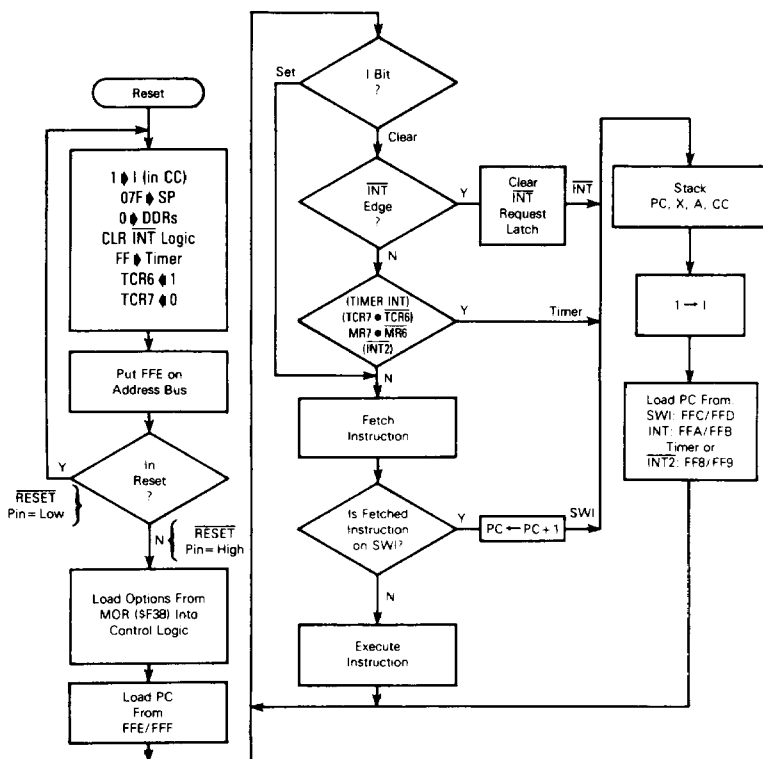 Reset
1 ➧ I (in CC)
07F ➧ SP
0 ➧ DDRs
CLR INT Logic
FF ➧ Timer
TCR6 ➧ 1
TCR7 ➧ 0
Put FFE on
Address Bus
In
Reset
?
Y
RESET
Pin = Low
N
RESET
Pin = High
Load Options From
MOR ($F38) Into
Control Logic
Load PC
From
FFE/FFF
Set
I Bit
?
Clear
INT
Edge
?
Y
Clear
INT
Request
Latch
INT
N
(TIMER INT)
(TCR7 • TCR6)
MR7 • MR6
(INT2)
Y
Timer
N
Fetch
Instruction
Is Fetched
Instruction
on SWI?
Y
PC ← PC + 1
SWI
N
Execute
Instruction
Stack
PC, X, A, CC
1 → I
Load PC From
SWI: FFC/FFD
INT: FFA/FFB
Timer or
INT2: FF8/FF9